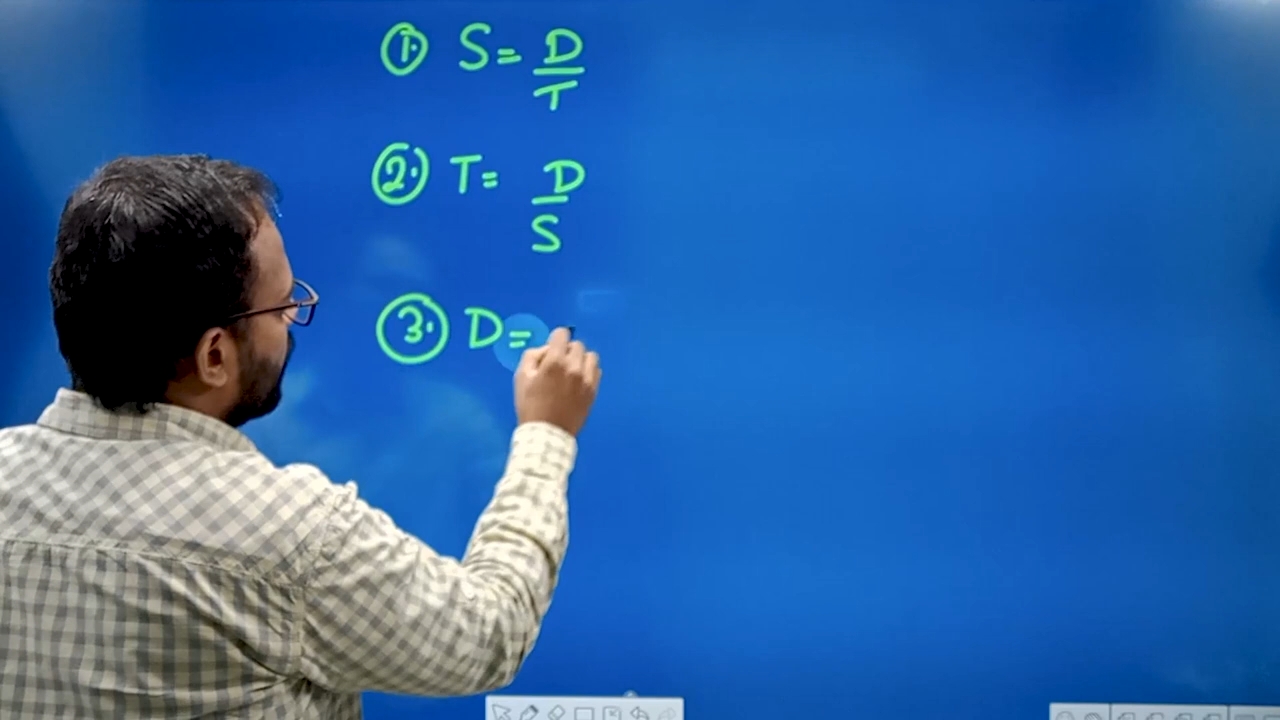 1. S = D/T
2. T = D/S
3. D =